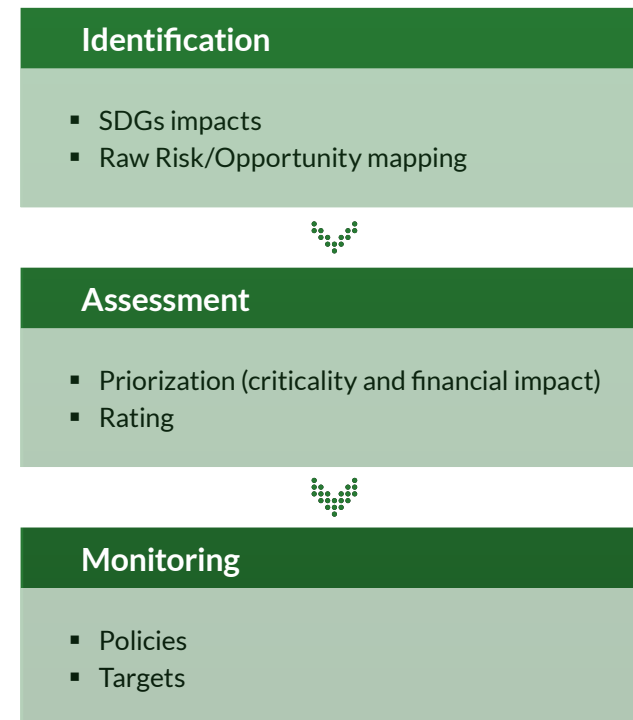 Identification
▪ SDGs impacts
▪ Raw Risk/Opportunity mapping
Assessment
▪ Priorization (criticality and financial impact)
▪ Rating
Monitoring
▪ Policies
▪ Targets